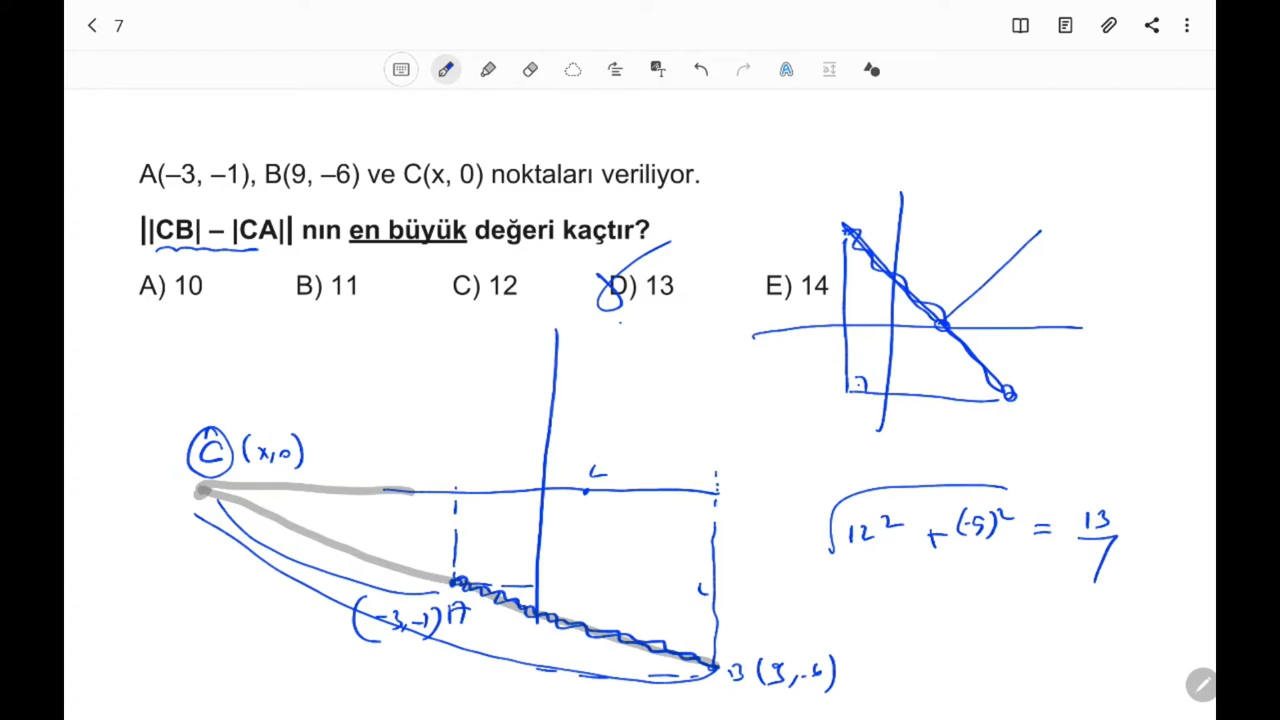 7
A(–3, –1), B(9, –6) ve C(x, 0) noktaları veriliyor.
||CB| – |CA|| nın en büyük değeri kaçtır?
A) 10 B) 11 C) 12 D) 13 E) 14
C (x, 0)
C
√12² + (-5)² = 13
(-3, -1) A
B (9, -6)